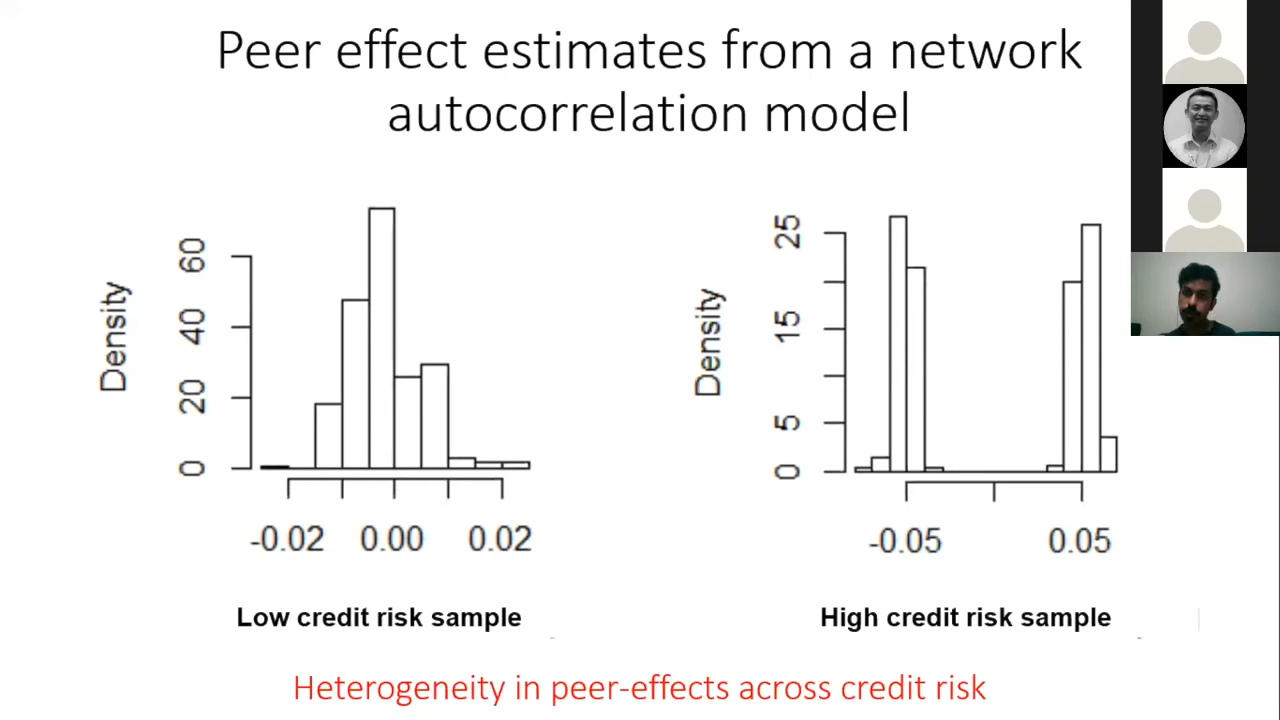 Peer effect estimates from a network
autocorrelation model
Density
0 20 40 60
-0.02 0.00 0.02
Low credit risk sample
Density
0 5 15 25
-0.05 0.05
High credit risk sample
Heterogeneity in peer-effects across credit risk